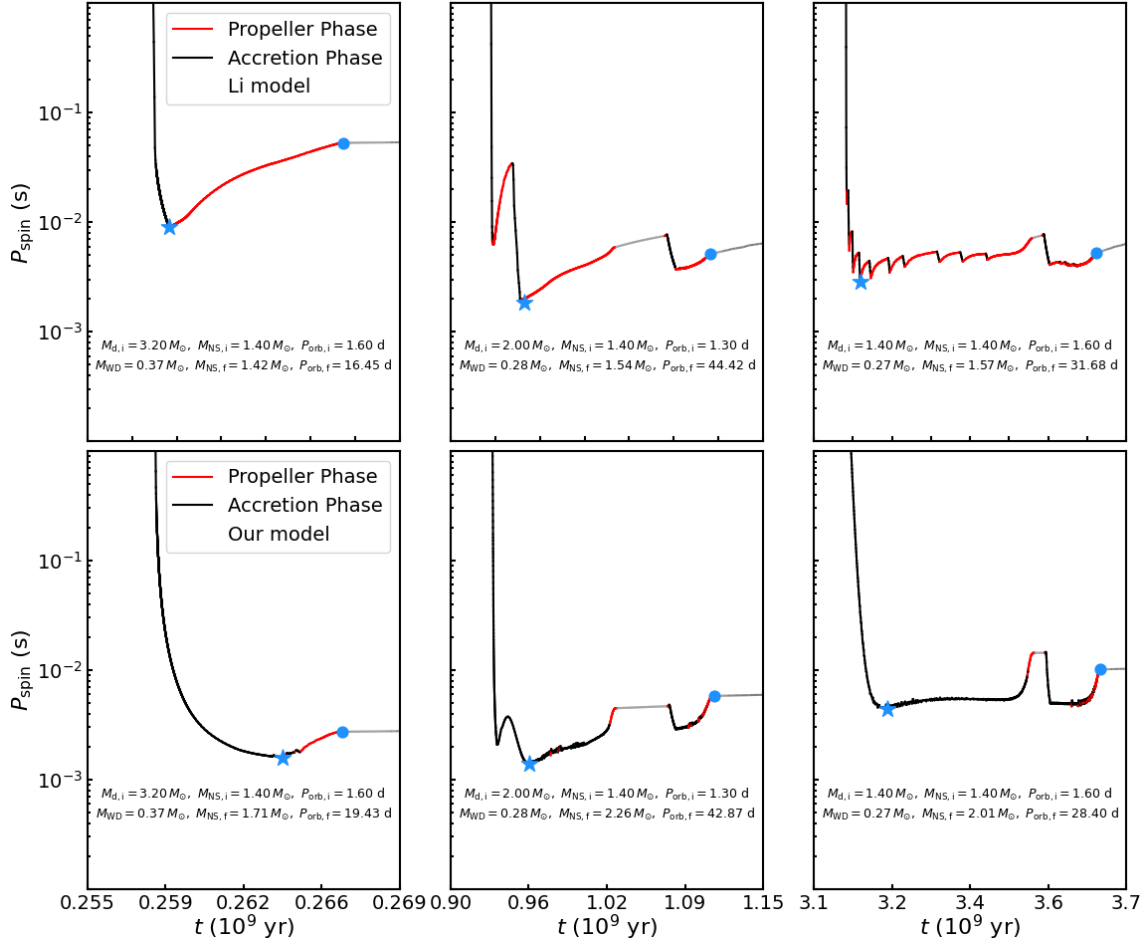 Propeller Phase
Accretion Phase
Li model
10⁻¹
10⁻²
10⁻³
P_spin (s)
M_d,i = 3.20 M_⊙, M_NS,i = 1.40 M_⊙, P_orb,i = 1.60 d
M_WD = 0.37 M_⊙, M_NS,f = 1.42 M_⊙, P_orb,f = 16.45 d
M_d,i = 2.00 M_⊙, M_NS,i = 1.40 M_⊙, P_orb,i = 1.30 d
M_WD = 0.28 M_⊙, M_NS,f = 1.54 M_⊙, P_orb,f = 44.42 d
M_d,i = 1.40 M_⊙, M_NS,i = 1.40 M_⊙, P_orb,i = 1.60 d
M_WD = 0.27 M_⊙, M_NS,f = 1.57 M_⊙, P_orb,f = 31.68 d
Propeller Phase
Accretion Phase
Our model
10⁻¹
10⁻²
10⁻³
P_spin (s)
M_d,i = 3.20 M_⊙, M_NS,i = 1.40 M_⊙, P_orb,i = 1.60 d
M_WD = 0.37 M_⊙, M_NS,f = 1.71 M_⊙, P_orb,f = 19.43 d
M_d,i = 2.00 M_⊙, M_NS,i = 1.40 M_⊙, P_orb,i = 1.30 d
M_WD = 0.28 M_⊙, M_NS,f = 2.26 M_⊙, P_orb,f = 42.87 d
M_d,i = 1.40 M_⊙, M_NS,i = 1.40 M_⊙, P_orb,i = 1.60 d
M_WD = 0.27 M_⊙, M_NS,f = 2.01 M_⊙, P_orb,f = 28.40 d
0.255 0.259 0.262 0.266 0.269
0.90 0.96 1.02 1.09 1.15
3.1 3.2 3.4 3.6 3.7
t (10⁹ yr)
t (10⁹ yr)
t (10⁹ yr)